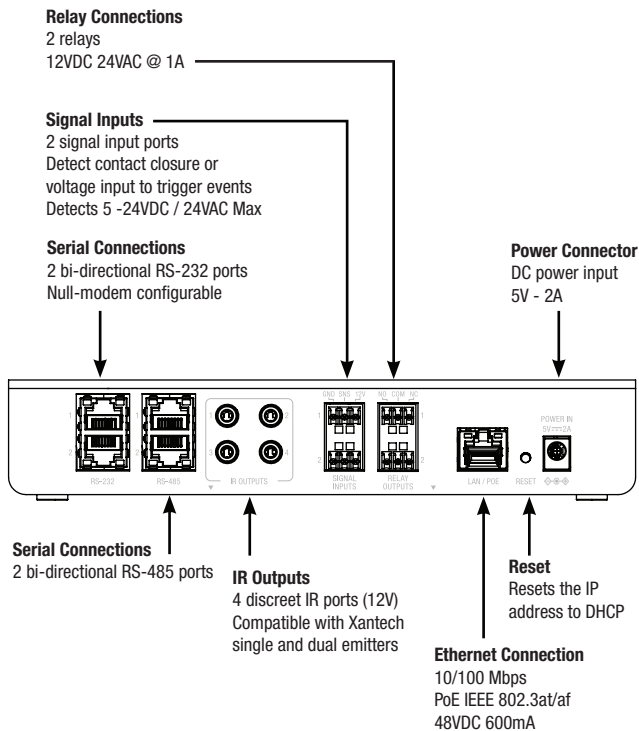 Relay Connections
2 relays
12VDC 24VAC @ 1A
Signal Inputs
2 signal input ports
Detect contact closure or
voltage input to trigger events
Detects 5 -24VDC / 24VAC Max
Serial Connections
2 bi-directional RS-232 ports
Null-modem configurable
Power Connector
DC power input
5V - 2A
GND SNS 12V
NO COM NC
1
1
1
2
1
1
2
2
3
4
2
2
POWER IN
5V⎓2A
RS-232
RS-485
IR OUTPUTS
SIGNAL
INPUTS
RELAY
OUTPUTS
LAN / POE
RESET
Serial Connections
2 bi-directional RS-485 ports
IR Outputs
4 discreet IR ports (12V)
Compatible with Xantech
single and dual emitters
Reset
Resets the IP
address to DHCP
Ethernet Connection
10/100 Mbps
PoE IEEE 802.3at/af
48VDC 600mA